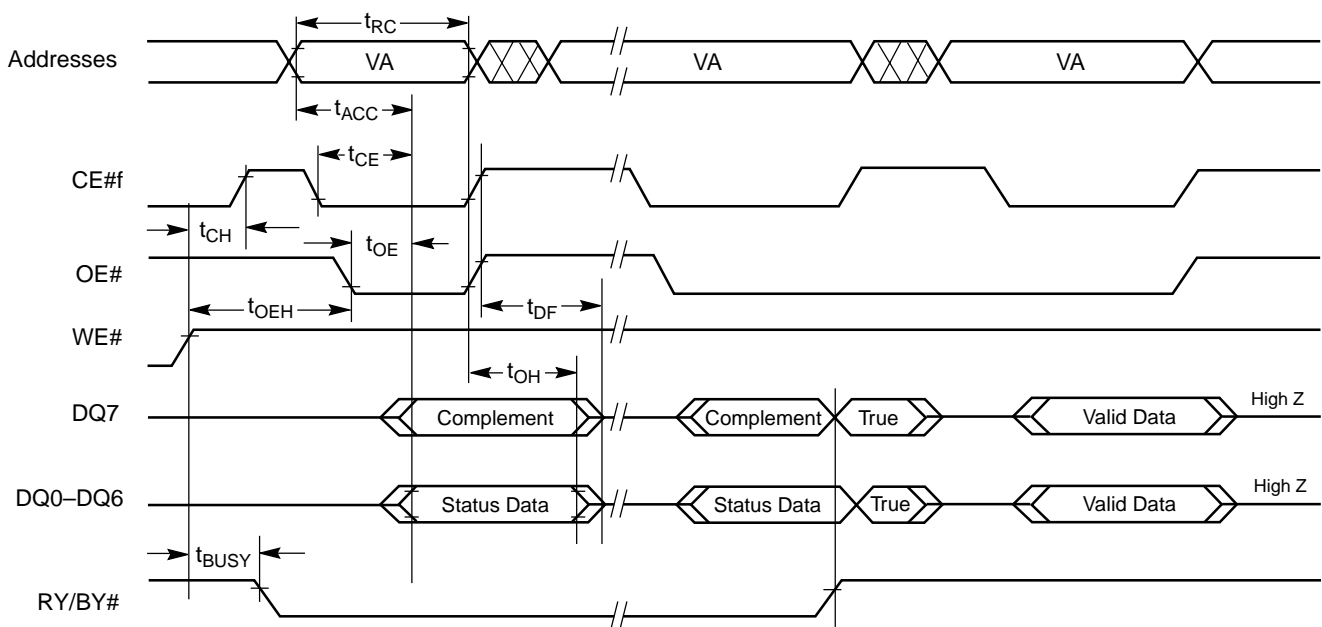 tRC
Addresses VA VA VA
tACC
tCE
CE#f
tCH tOE
OE#
tOEH tDF
WE#
tOH
DQ7 Complement Complement True Valid Data High Z
DQ0–DQ6 Status Data Status Data True Valid Data High Z
tBUSY
RY/BY#